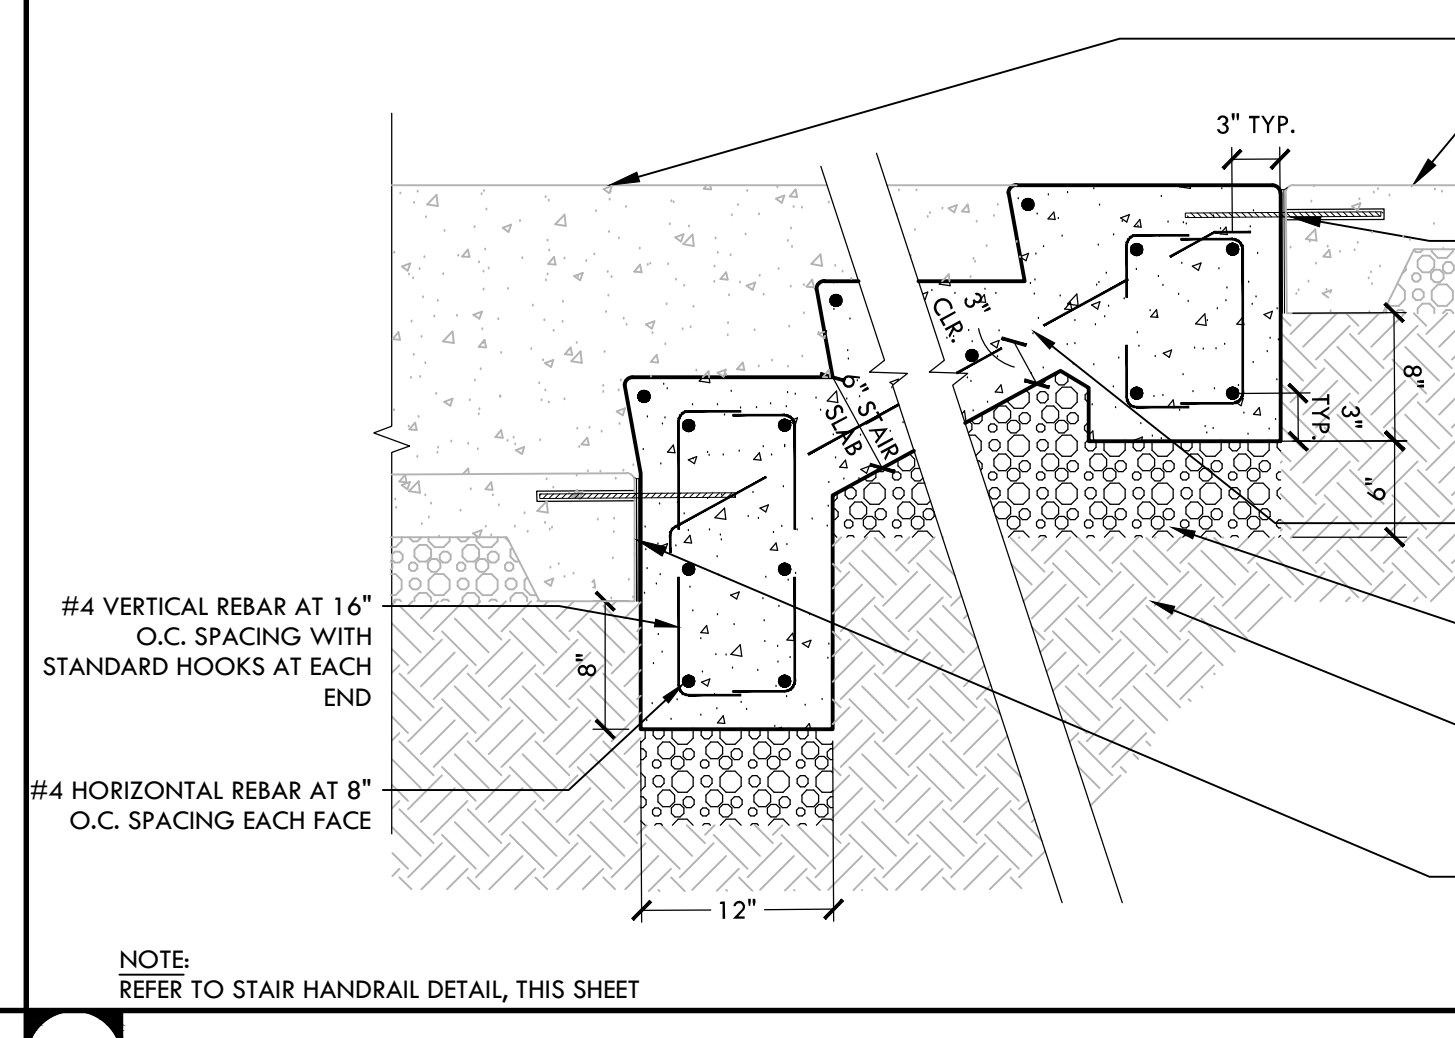 3" TYP.
3"
CLR.
6" STAIR
SLAB
8"
3"
TYP.
6"
#4 VERTICAL REBAR AT 16"
O.C. SPACING WITH
STANDARD HOOKS AT EACH
END
8"
#4 HORIZONTAL REBAR AT 8"
O.C. SPACING EACH FACE
12"
NOTE:
REFER TO STAIR HANDRAIL DETAIL, THIS SHEET